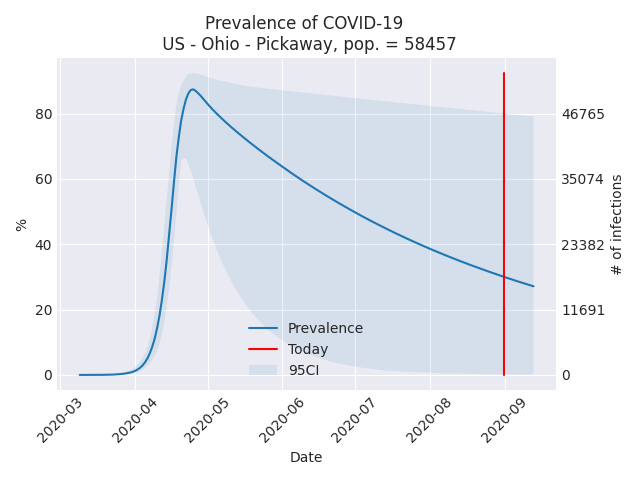 Prevalence of COVID-19
US - Ohio - Pickaway, pop. = 58457
%
80
60
40
20
0
46765
35074
23382
11691
0
# of infections
Prevalence
Today
95CI
2020-03
2020-04
2020-05
2020-06
2020-07
2020-08
2020-09
Date